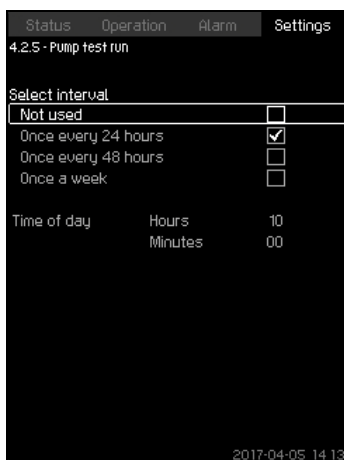 Status Operation Alarm Settings
4.2.5 - Pump test run
Select interval
Not used
Once every 24 hours
Once every 48 hours
Once a week
Time of day Hours 10
Minutes 00
2017-04-05 14 13